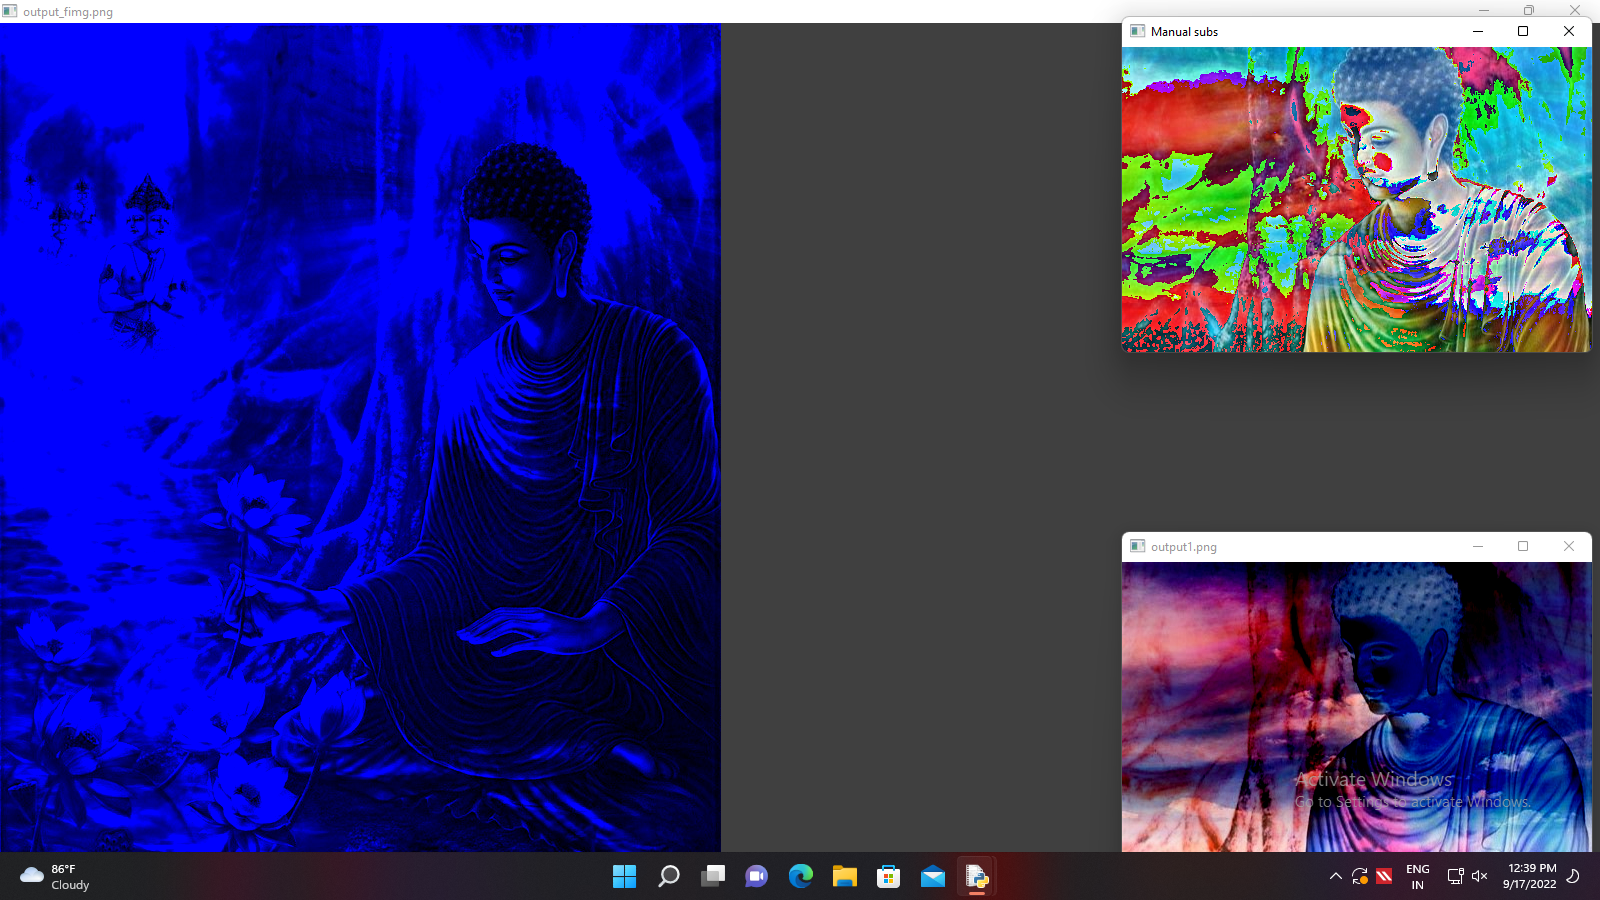 output_fimg.png
Manual subs
output1.png
Activate Windows
Go to Settings to activate Windows.
86°F
Cloudy
ENG
IN
12:39 PM
9/17/2022